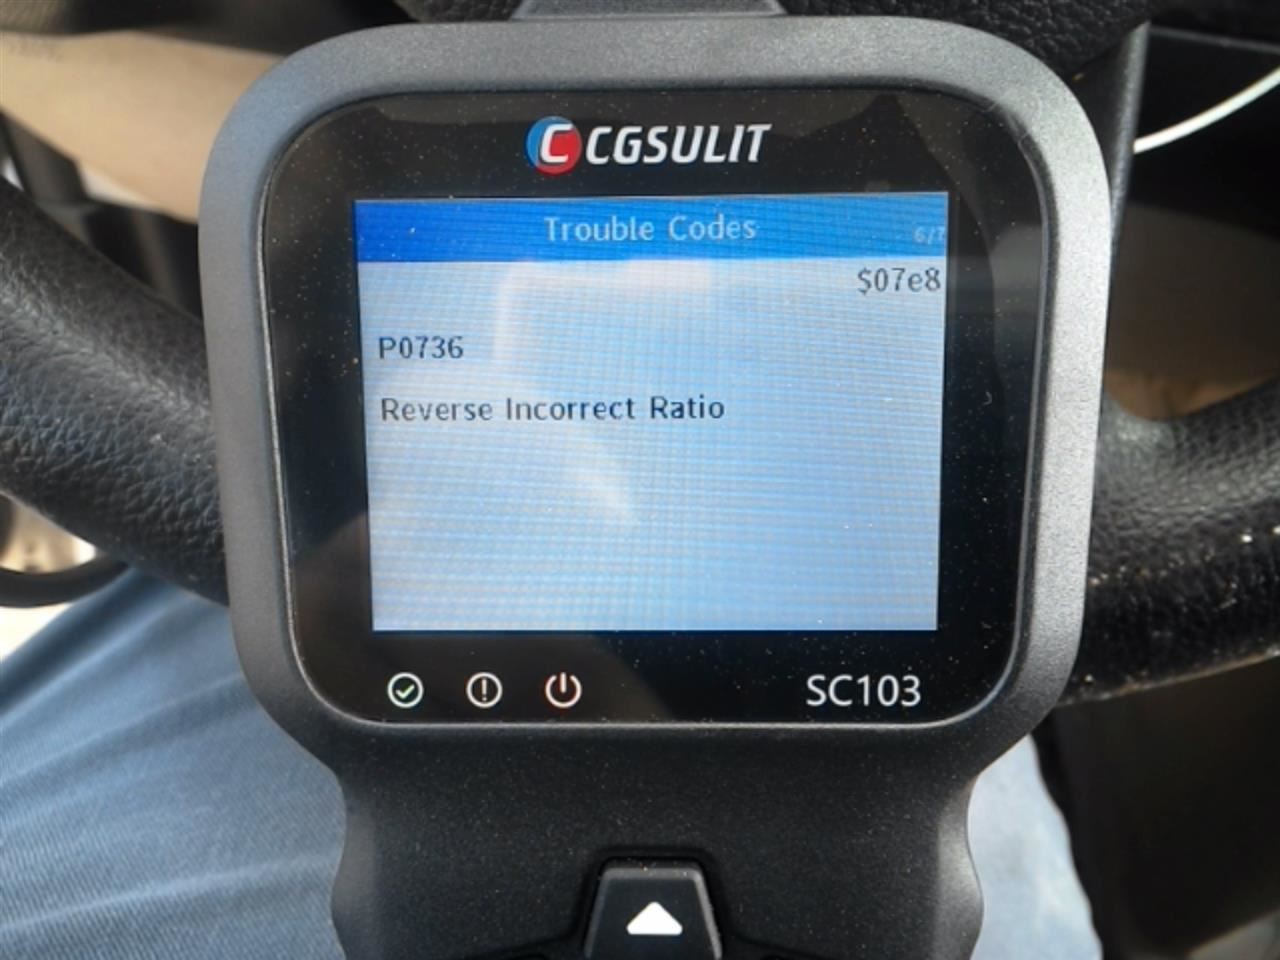 C CGSULIT
Trouble Codes
6/7
$07e8
P0736
Reverse Incorrect Ratio
SC103